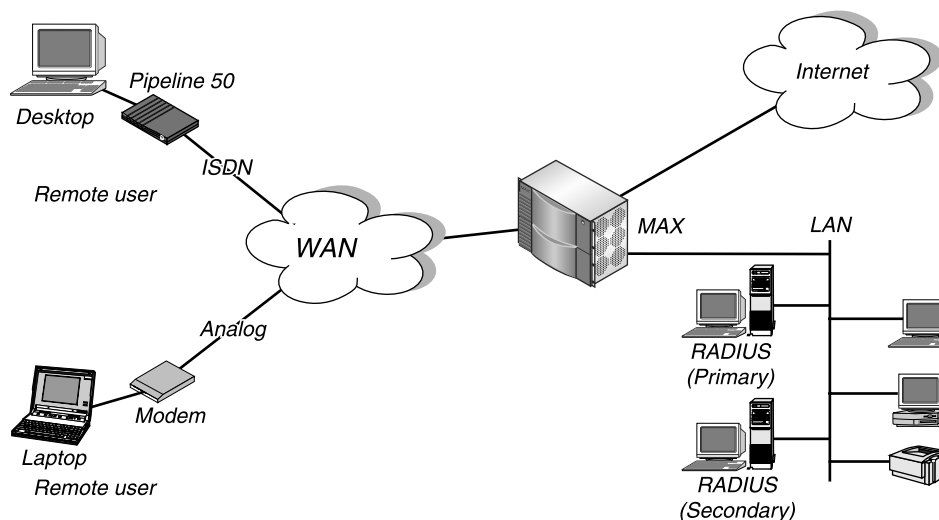 Pipeline 50
Desktop
ISDN
Remote user
Internet
WAN
MAX
LAN
Analog
RADIUS
(Primary)
Modem
Laptop
Remote user
RADIUS
(Secondary)